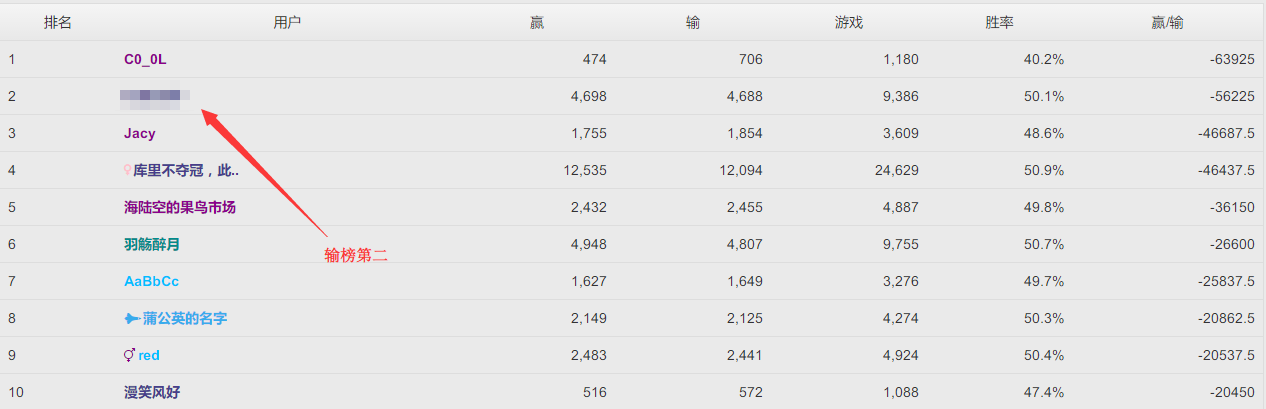 排名 用户 赢 输 游戏 胜率 赢/输
1 C0_0L 474 706 1,180 40.2% -63925
2 4,698 4,688 9,386 50.1% -56225
3 Jacy 1,755 1,854 3,609 48.6% -46687.5
4 ♀库里不夺冠，此.. 12,535 12,094 24,629 50.9% -46437.5
5 海陆空的果鸟市场 2,432 2,455 4,887 49.8% -36150
6 羽觞醉月 4,948 4,807 9,755 50.7% -26600
输榜第二
7 AaBbCc 1,627 1,649 3,276 49.7% -25837.5
8 蒲公英的名字 2,149 2,125 4,274 50.3% -20862.5
9 ⚥red 2,483 2,441 4,924 50.4% -20537.5
10 漫笑风好 516 572 1,088 47.4% -20450